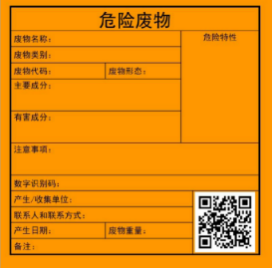 危险废物
废物名称：
危险特性
废物类别：
废物代码：
废物形态：
主要成分：
有害成分：
注意事项：
数字识别码：
产生/收集单位：
联系人和联系方式：
产生日期：
废物重量：
备注：